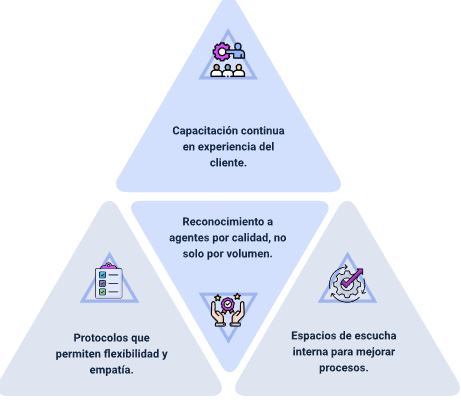 Capacitación continua
en experiencia del
cliente.
Reconocimiento a
agentes por calidad, no
solo por volumen.
Protocolos que
permiten flexibilidad y
empatía.
Espacios de escucha
interna para mejorar
procesos.